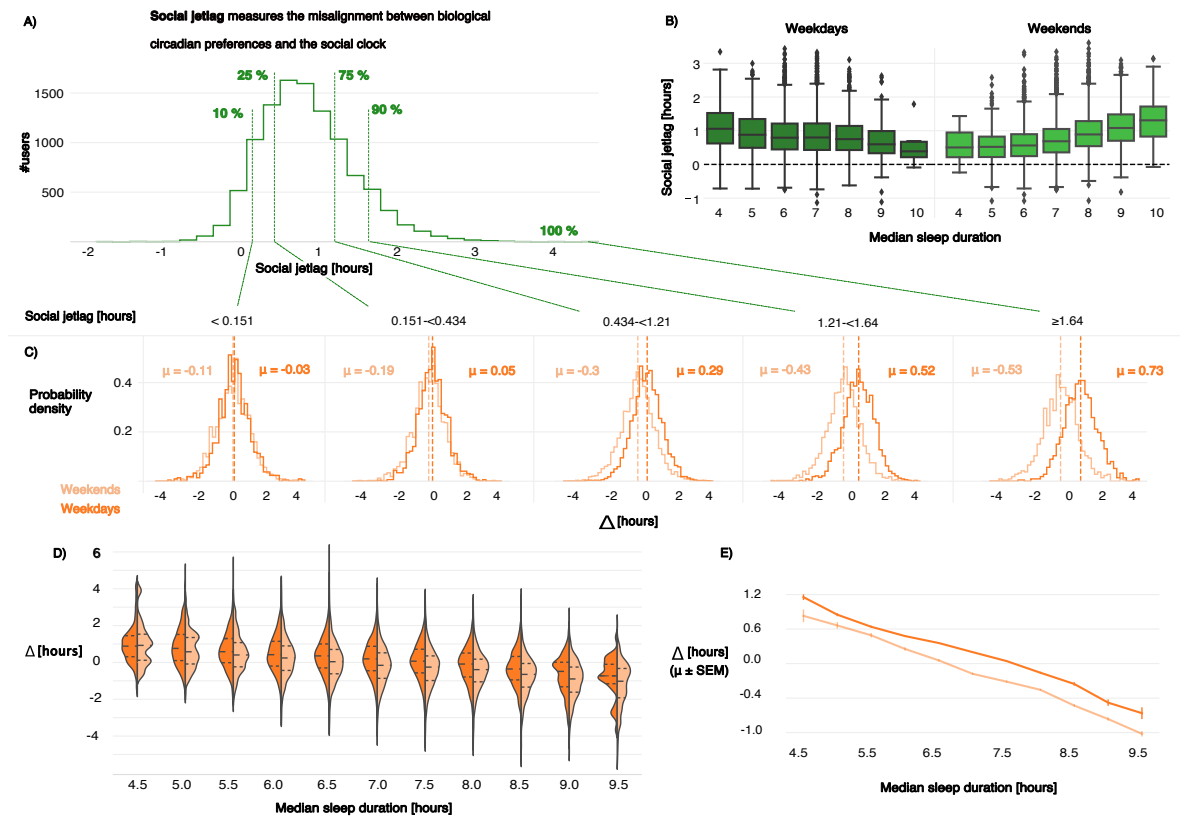 A)
Social jetlag measures the misalignment between biological
circadian preferences and the social clock
25 %
75 %
10 %
90 %
100 %
1500
1000
500
#users
-2 -1 0 1 2 3 4
Social jetlag [hours]
B)
Weekdays
Weekends
Social jetlag [hours]
3
2
1
0
−1
4 5 6 7 8 9 10 4 5 6 7 8 9 10
Median sleep duration
Social jetlag [hours]
< 0.151
0.151-<0.434
0.434-<1.21
1.21-<1.64
≥1.64
C)
μ = -0.11
μ = -0.03
μ = -0.19
μ = 0.05
μ = -0.3
μ = 0.29
μ = -0.43
μ = 0.52
μ = -0.53
μ = 0.73
Probability
density
0.4
0.2
Weekends
Weekdays
-4 -2 0 2 4 -4 -2 0 2 4 -4 -2 0 2 4 -4 -2 0 2 4 -4 -2 0 2 4
Δ [hours]
D)
Δ [hours]
6
4
2
0
-2
-4
4.5 5.0 5.5 6.0 6.5 7.0 7.5 8.0 8.5 9.0 9.5
Median sleep duration [hours]
E)
Δ [hours]
(μ ± SEM)
1.2
0.6
0.0
-0.4
-1.0
4.5 5.5 6.5 7.5 8.5 9.5
Median sleep duration [hours]